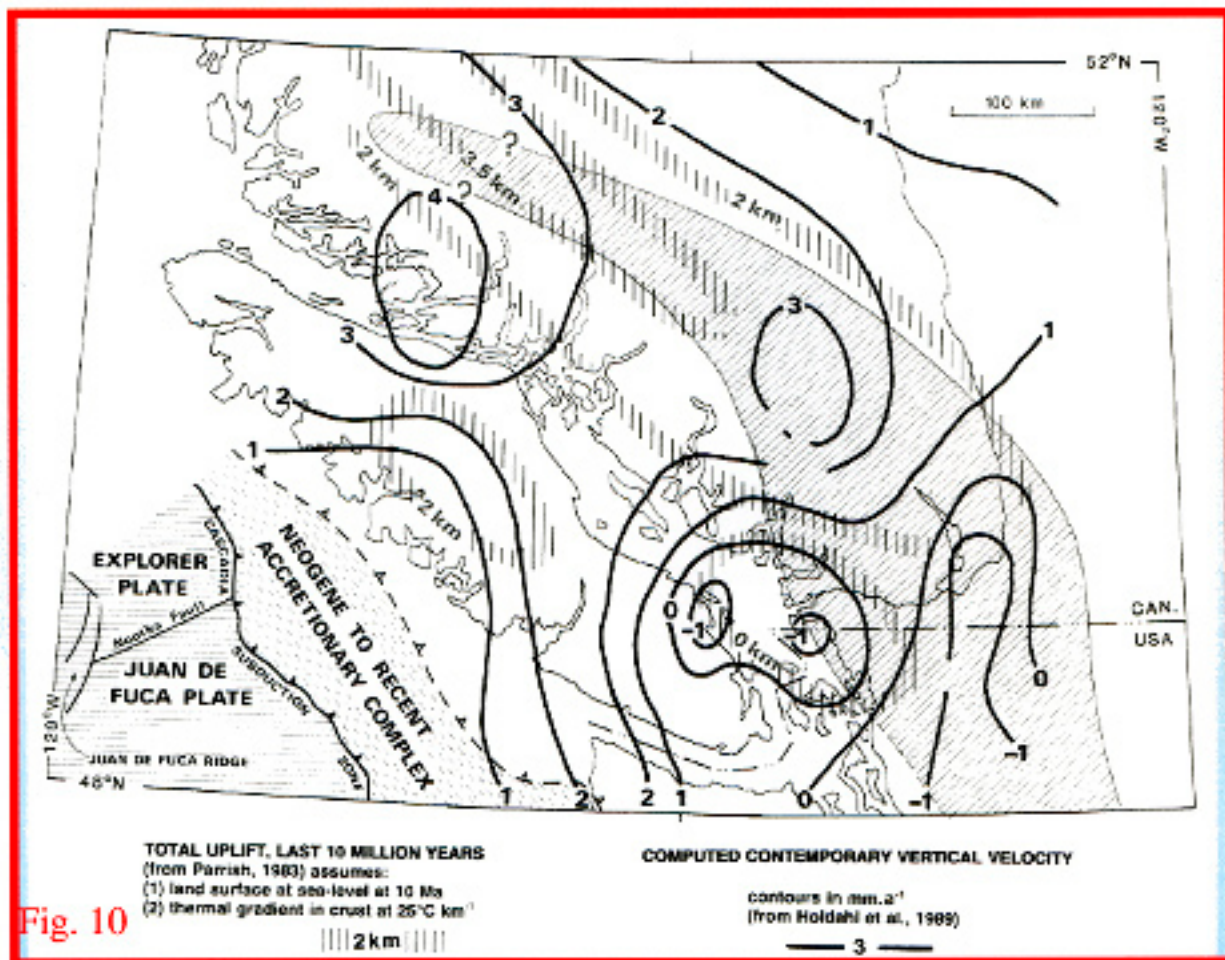 52°N
120°W
100 km
3
2
1
?
2 km
3.5 km
?
4
2 km
3
3
1
2
1
2 km
EXPLORER
PLATE
CASCADIA
SUBDUCTION
ZONE
Nootka Fault
JUAN DE
FUCA PLATE
NEOGENE TO RECENT
ACCRETIONARY COMPLEX
0
-1
0 km
CAN.
USA
0
-1
129°W
JUAN DE FUCA RIDGE
48°N
1
2
2
1
0
-1
TOTAL UPLIFT, LAST 10 MILLION YEARS
(from Parrish, 1983) assumes:
(1) land surface at sea-level at 10 Ma
(2) thermal gradient in crust at 25°C km⁻¹
2 km
COMPUTED CONTEMPORARY VERTICAL VELOCITY
contours in mm.a⁻¹
(from Holdahl et al., 1989)
3
Fig. 10